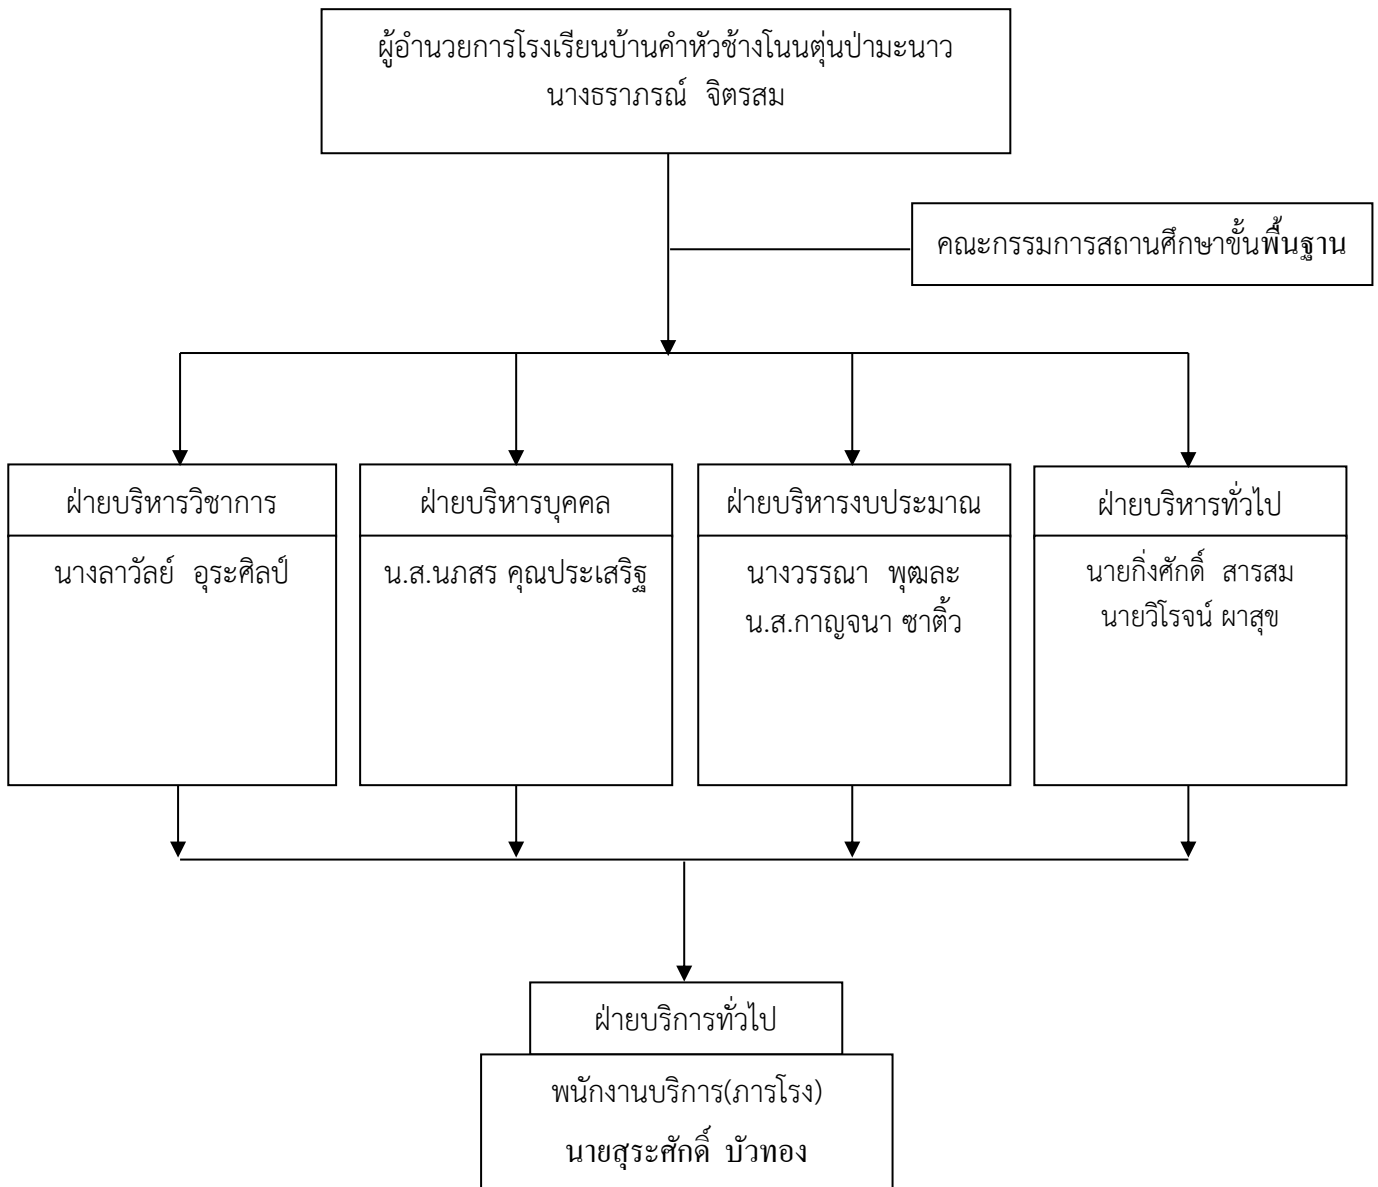 ผู้อำนวยการโรงเรียนบ้านคำหัวช้างโนนตุ่นป่ามะนาว
นางธราภรณ์  จิตรสม
คณะกรรมการสถานศึกษาขั้นพื้นฐาน
ฝ่ายบริหารวิชาการ
นางลาวัลย์  อุระศิลป์
ฝ่ายบริหารบุคคล
น.ส.นภสร คุณประเสริฐ
ฝ่ายบริหารงบประมาณ
นางวรรณา  พุฒละ
น.ส.กาญจนา ซาติ้ว
ฝ่ายบริหารทั่วไป
นายกิ่งศักดิ์  สารสม
นายวิโรจน์ ผาสุข
ฝ่ายบริการทั่วไป
พนักงานบริการ(ภารโรง)
นายสุระศักดิ์  บัวทอง